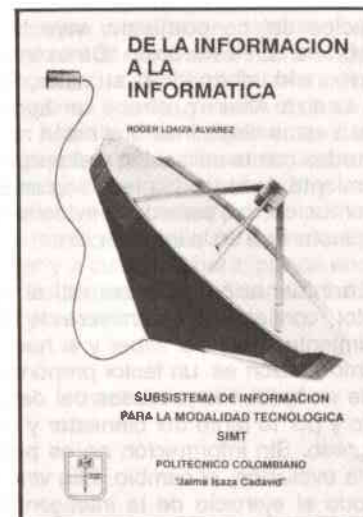 DE LA INFORMACION
A LA
INFORMATICA
ROGER LOAIZA ALVAREZ
SUBSISTEMA DE INFORMACION
PARA LA MODALIDAD TECNOLOGICA
SIMT
POLITECNICO COLOMBIANO
"Jaime Isaza Cadavid"